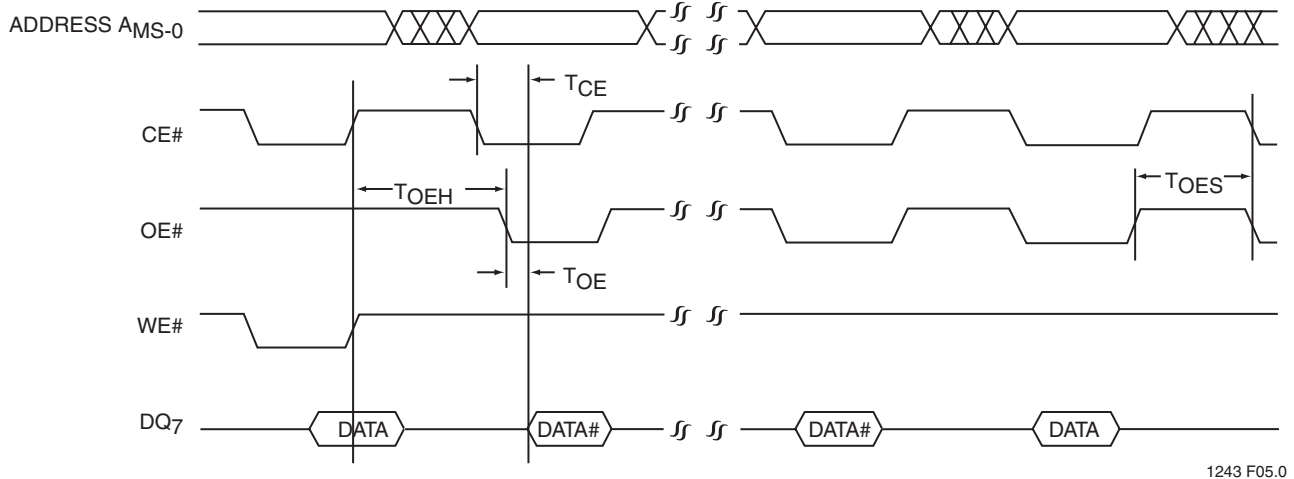 ADDRESS AMS-0
TCE
CE#
TOEH
TOES
OE#
TOE
WE#
DQ7
DATA
DATA#
DATA#
DATA
1243 F05.0